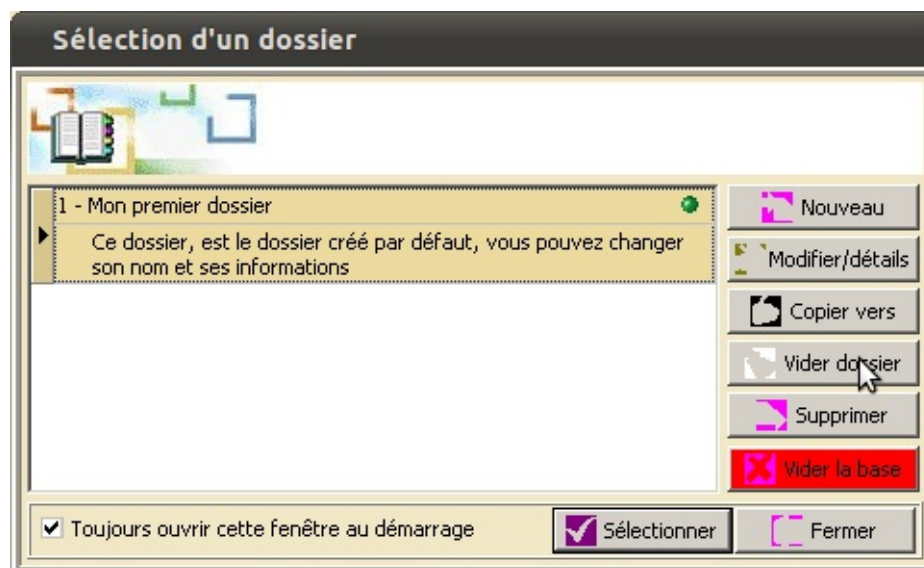 Sélection d'un dossier
1 - Mon premier dossier
Ce dossier, est le dossier créé par défaut, vous pouvez changer
son nom et ses informations
Nouveau
Modifier/détails
Copier vers
Vider dossier
Supprimer
Vider la base
Toujours ouvrir cette fenêtre au démarrage
Sélectionner
Fermer